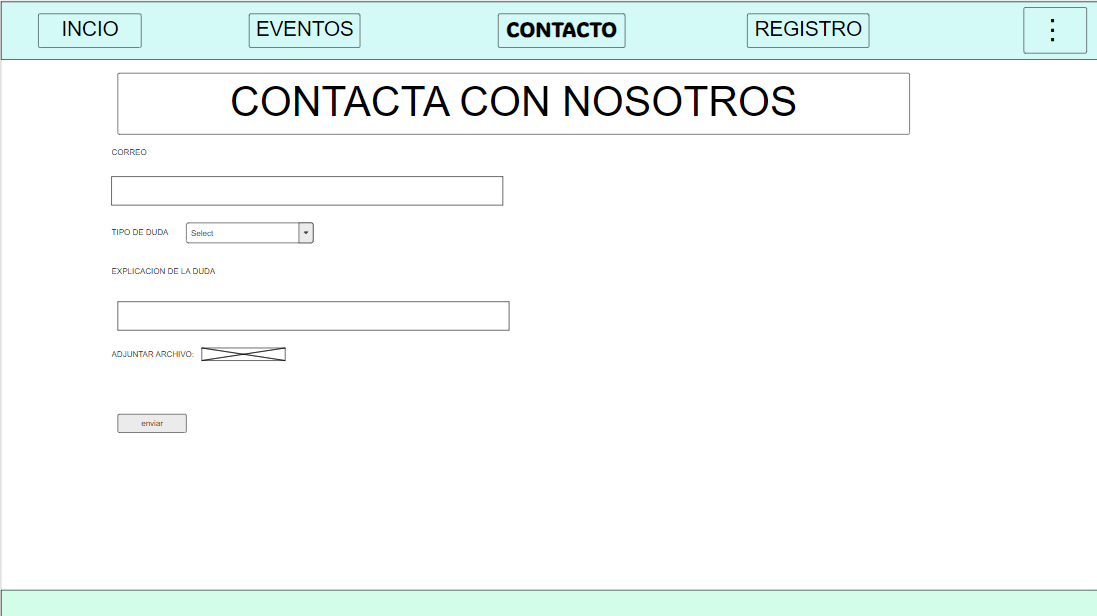 INCIO EVENTOS CONTACTO REGISTRO ⋮
CONTACTA CON NOSOTROS
CORREO
TIPO DE DUDA Select
EXPLICACION DE LA DUDA
ADJUNTAR ARCHIVO:
enviar